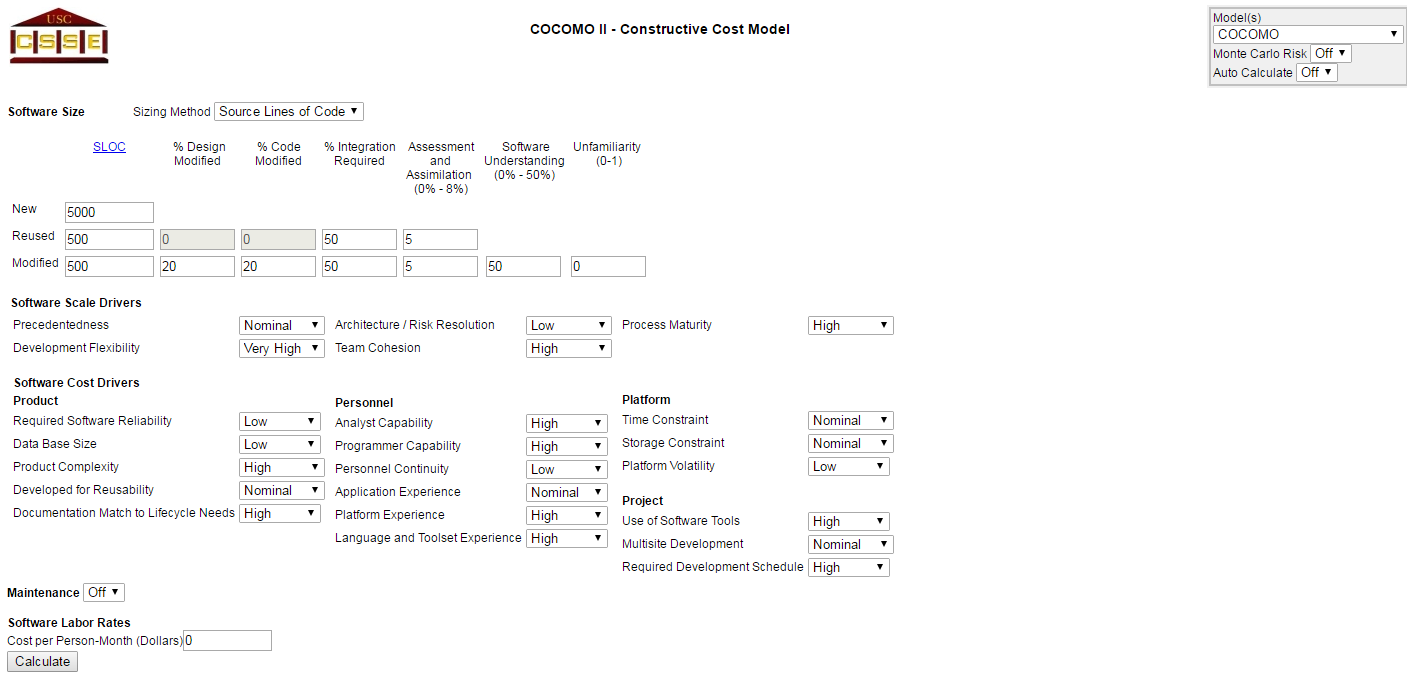 USC
CSSE
COCOMO II - Constructive Cost Model
Model(s)
COCOMO
Monte Carlo Risk Off
Auto Calculate Off
Software Size Sizing Method Source Lines of Code
SLOC % Design Modified % Code Modified % Integration Required Assessment and Assimilation (0% - 8%) Software Understanding (0% - 50%) Unfamiliarity (0-1)
New 5000
Reused 500 0 0 50 5
Modified 500 20 20 50 5 50 0
Software Scale Drivers
Precedentedness Nominal Architecture / Risk Resolution Low Process Maturity High
Development Flexibility Very High Team Cohesion High
Software Cost Drivers
Product
Required Software Reliability Low
Data Base Size Low
Product Complexity High
Developed for Reusability Nominal
Documentation Match to Lifecycle Needs High
Personnel
Analyst Capability High
Programmer Capability High
Personnel Continuity Low
Application Experience Nominal
Platform Experience High
Language and Toolset Experience High
Platform
Time Constraint Nominal
Storage Constraint Nominal
Platform Volatility Low
Project
Use of Software Tools High
Multisite Development Nominal
Required Development Schedule High
Maintenance Off
Software Labor Rates
Cost per Person-Month (Dollars) 0
Calculate